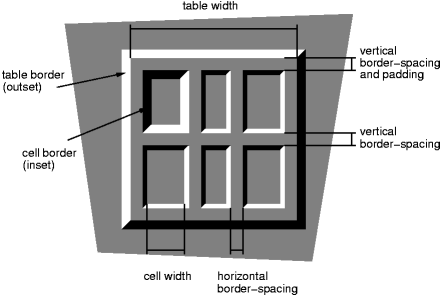 table width
vertical
border-spacing
and padding
table border
(outset)
vertical
border-spacing
cell border
(inset)
cell width
horizontal
border-spacing